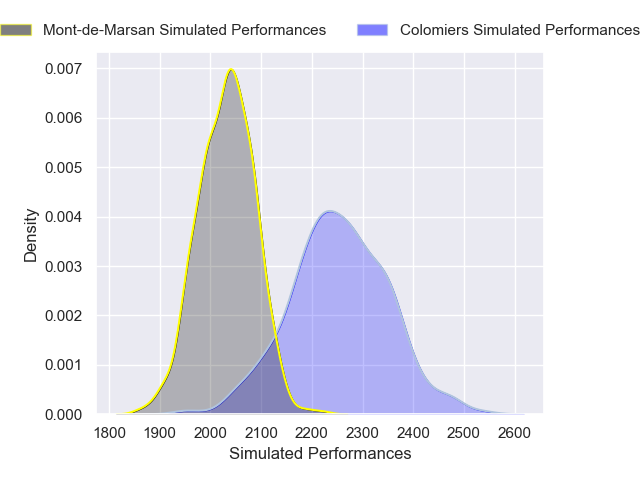 Mont-de-Marsan Simulated Performances
Colomiers Simulated Performances
0.007
0.006
0.005
0.004
0.003
0.002
0.001
0.000
Density
1800 1900 2000 2100 2200 2300 2400 2500 2600
Simulated Performances